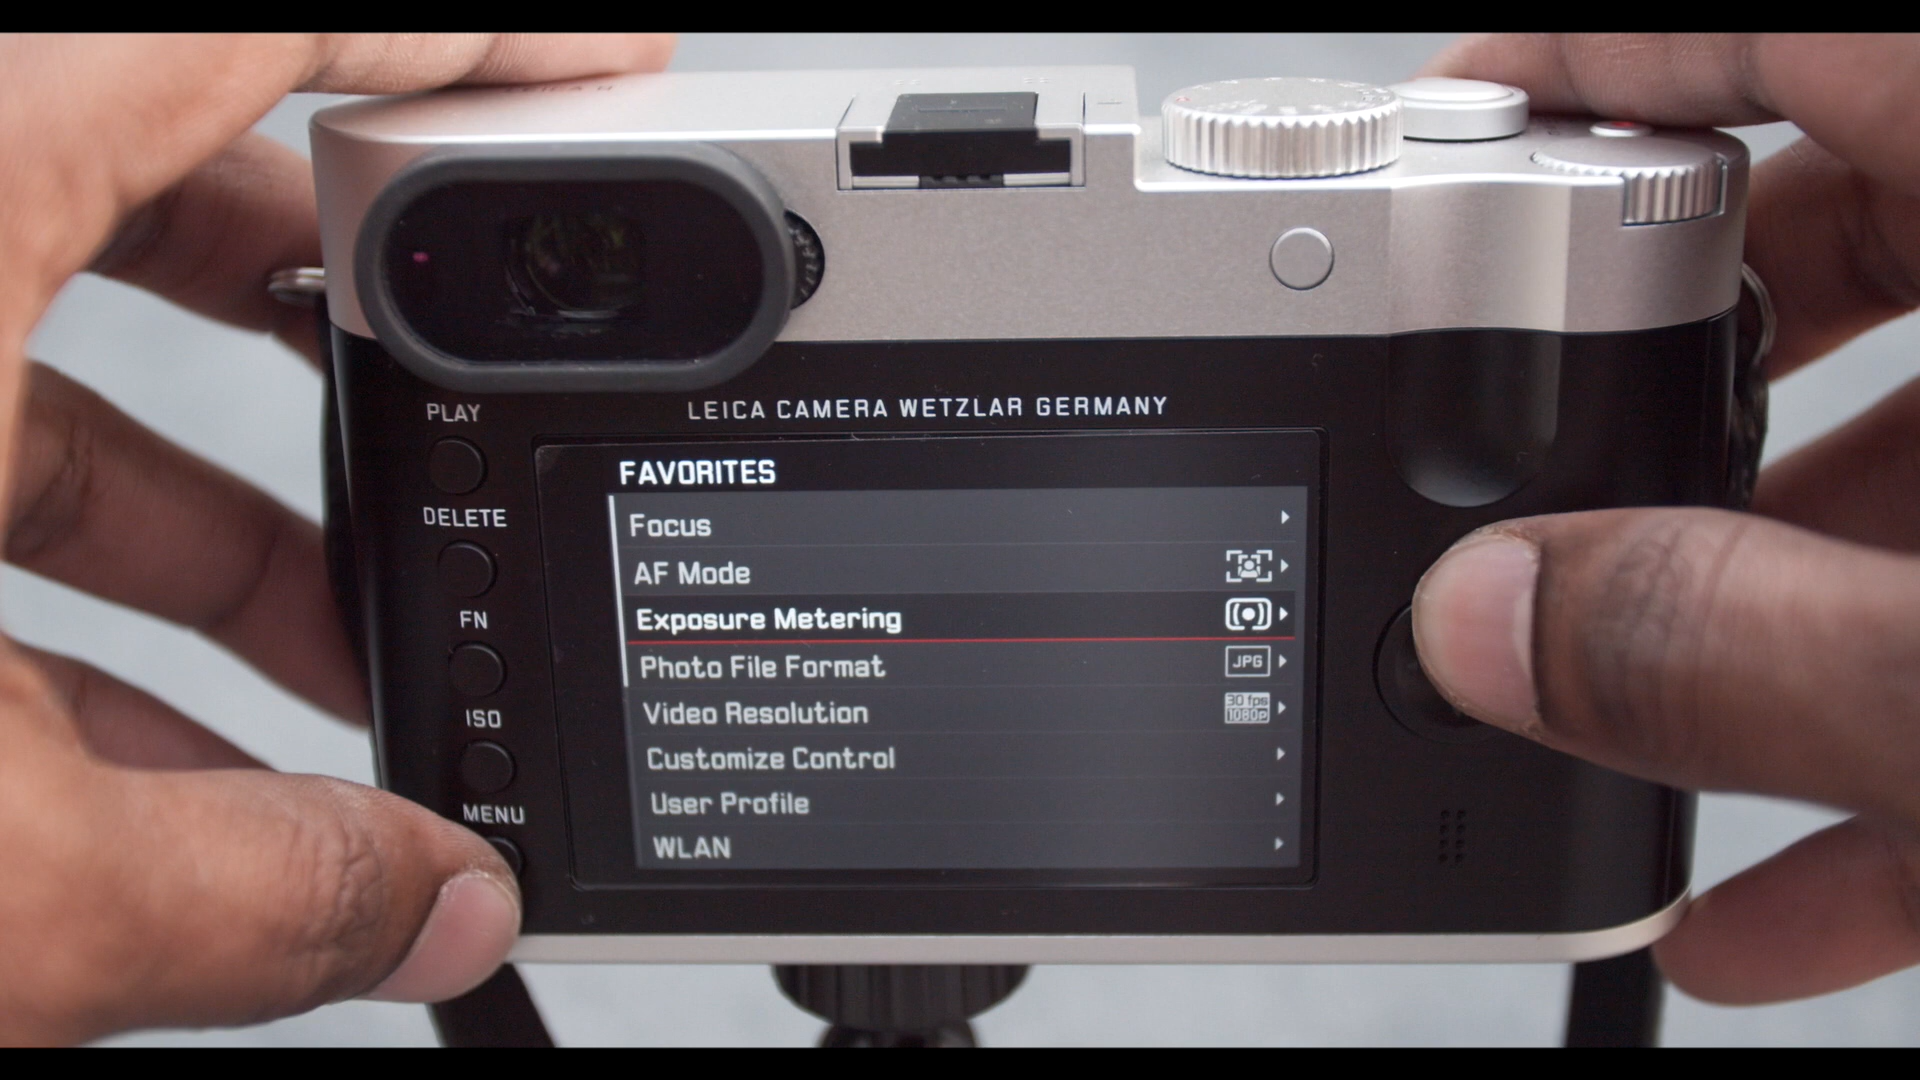 PLAY
LEICA CAMERA WETZLAR GERMANY
DELETE
FN
ISO
MENU
FAVORITES
Focus
AF Mode
Exposure Metering
Photo File Format JPG
Video Resolution 30 fps 1080p
Customize Control
User Profile
WLAN